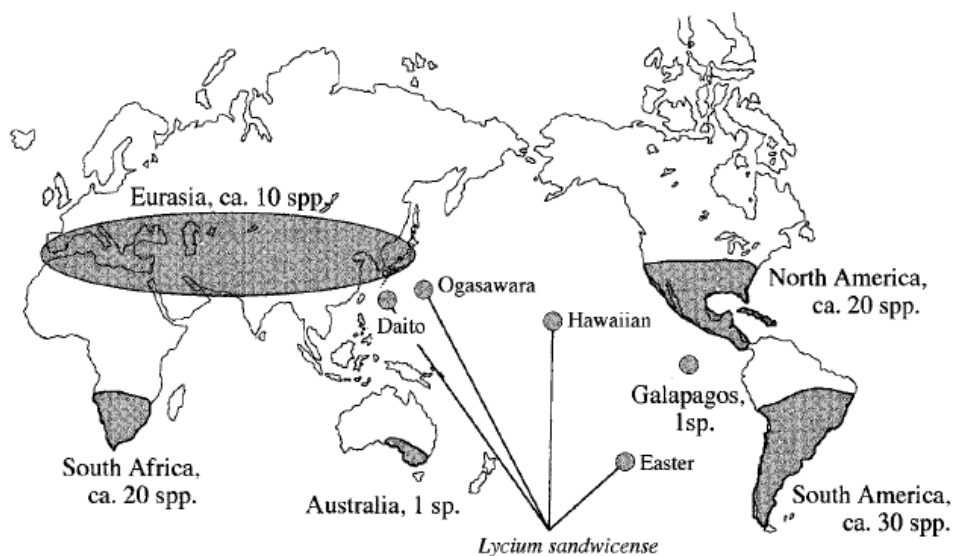 Eurasia, ca. 10 spp.
Ogasawara
Daito
Hawaiian
North America,
ca. 20 spp.
Galapagos,
1sp.
Easter
South Africa,
ca. 20 spp.
Australia, 1 sp.
South America,
ca. 30 spp.
Lycium sandwicense